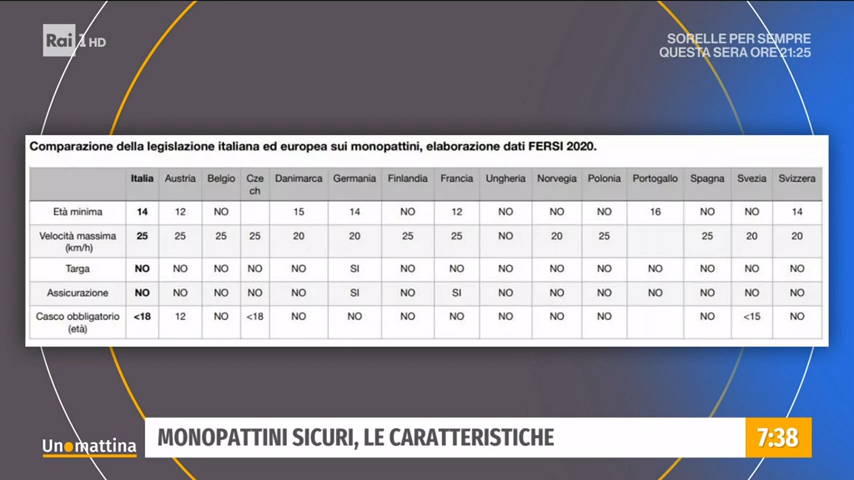 Rai 1 HD
SORELLE PER SEMPRE
QUESTA SERA ORE 21:25
Comparazione della legislazione italiana ed europea sui monopattini, elaborazione dati FERSI 2020.
Italia Austria Belgio Cze Danimarca Germania Finlandia Francia Ungheria Norvegia Polonia Portogallo Spagna Svezia Svizzera
ch
Età minima 14 12 NO 15 14 NO 12 NO NO NO 16 NO NO 14
Velocità massima 25 25 25 25 20 20 25 25 NO 20 25 25 20 20
(km/h)
Targa NO NO NO NO NO SI NO NO NO NO NO NO NO NO NO
Assicurazione NO NO NO NO NO SI NO SI NO NO NO NO NO NO NO
Casco obbligatorio <18 12 NO <18 NO NO NO NO NO NO NO NO <15 NO
(età)
Unomattina
MONOPATTINI SICURI, LE CARATTERISTICHE
7:38